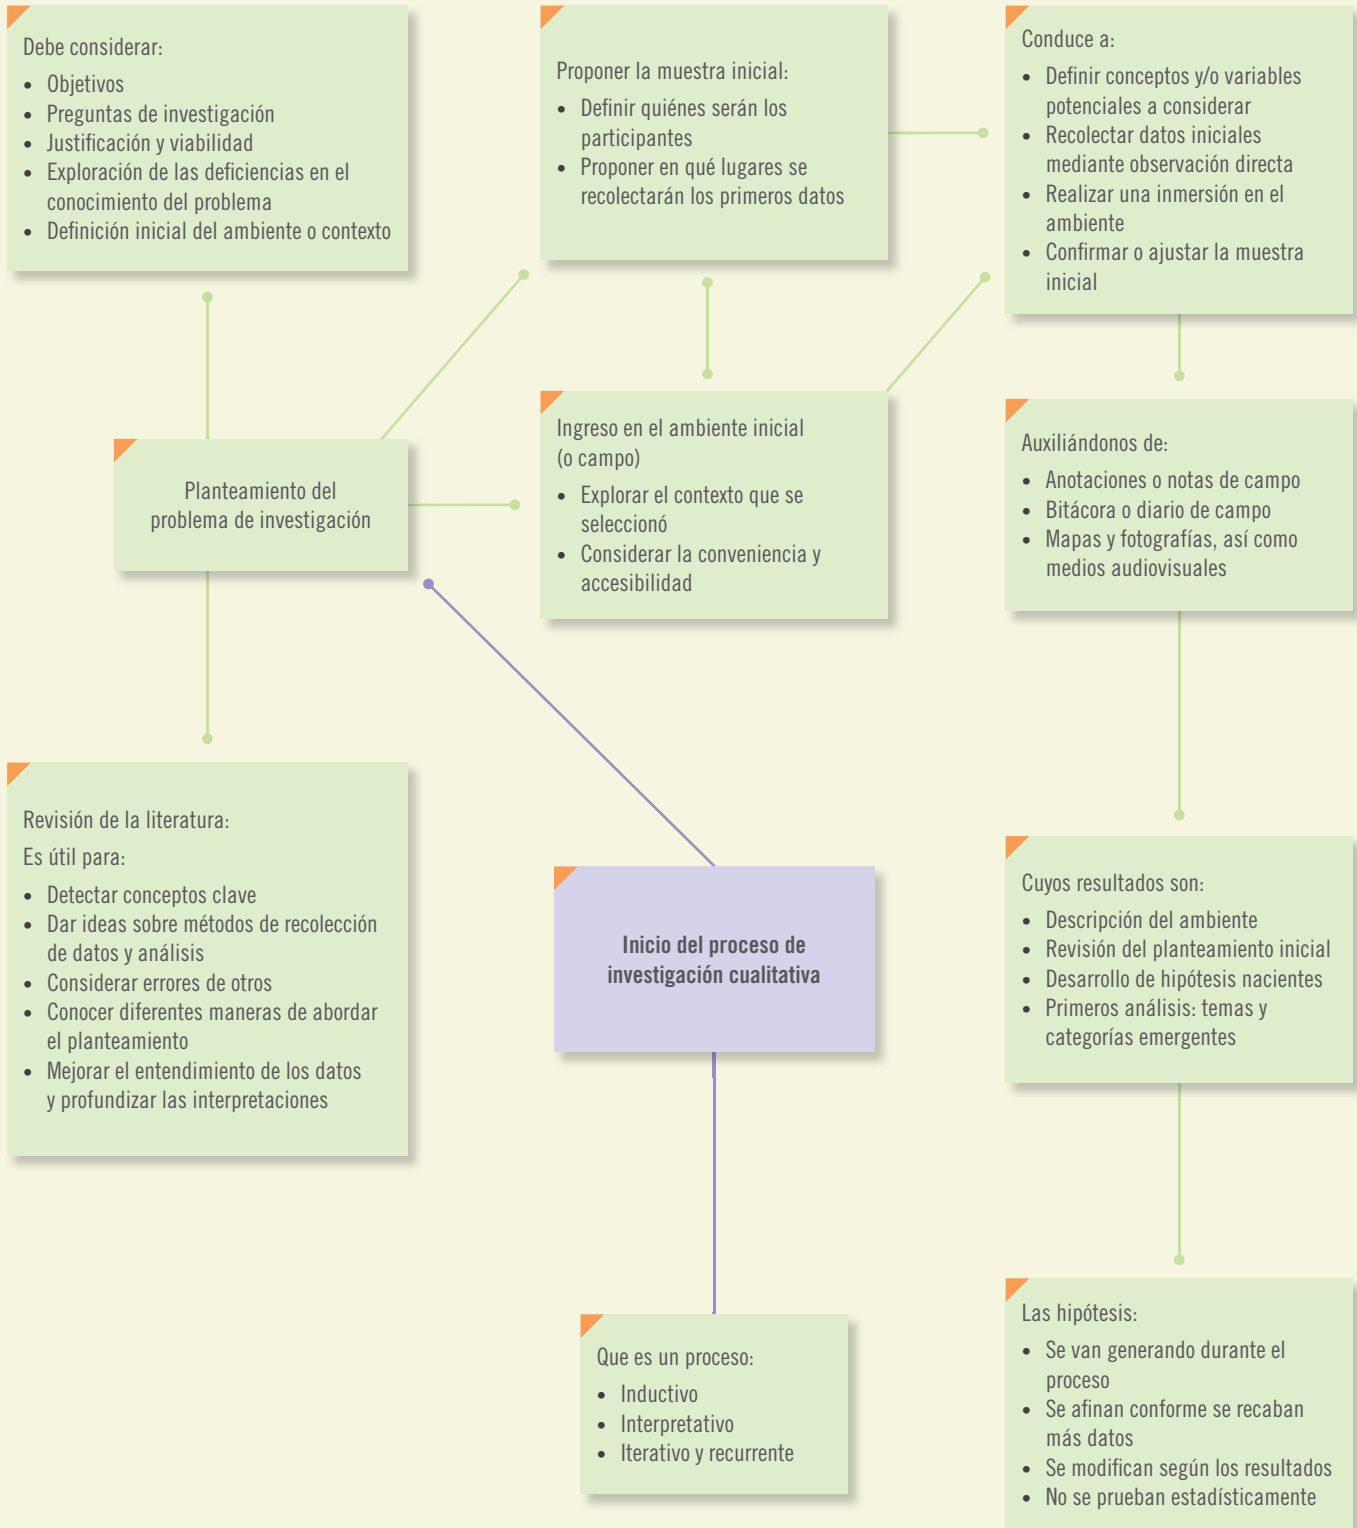 Debe considerar:
• Objetivos
• Preguntas de investigación
• Justificación y viabilidad
• Exploración de las deficiencias en el
conocimiento del problema
• Definición inicial del ambiente o contexto
Proponer la muestra inicial:
• Definir quiénes serán los
participantes
• Proponer en qué lugares se
recolectarán los primeros datos
Conduce a:
• Definir conceptos y/o variables
potenciales a considerar
• Recolectar datos iniciales
mediante observación directa
• Realizar una inmersión en el
ambiente
• Confirmar o ajustar la muestra
inicial
Planteamiento del
problema de investigación
Ingreso en el ambiente inicial
(o campo)
• Explorar el contexto que se
seleccionó
• Considerar la conveniencia y
accesibilidad
Auxiliándonos de:
• Anotaciones o notas de campo
• Bitácora o diario de campo
• Mapas y fotografías, así como
medios audiovisuales
Revisión de la literatura:
Es útil para:
• Detectar conceptos clave
• Dar ideas sobre métodos de recolección
de datos y análisis
• Considerar errores de otros
• Conocer diferentes maneras de abordar
el planteamiento
• Mejorar el entendimiento de los datos
y profundizar las interpretaciones
Inicio del proceso de
investigación cualitativa
Cuyos resultados son:
• Descripción del ambiente
• Revisión del planteamiento inicial
• Desarrollo de hipótesis nacientes
• Primeros análisis: temas y
categorías emergentes
Que es un proceso:
• Inductivo
• Interpretativo
• Iterativo y recurrente
Las hipótesis:
• Se van generando durante el
proceso
• Se afinan conforme se recaban
más datos
• Se modifican según los resultados
• No se prueban estadísticamente